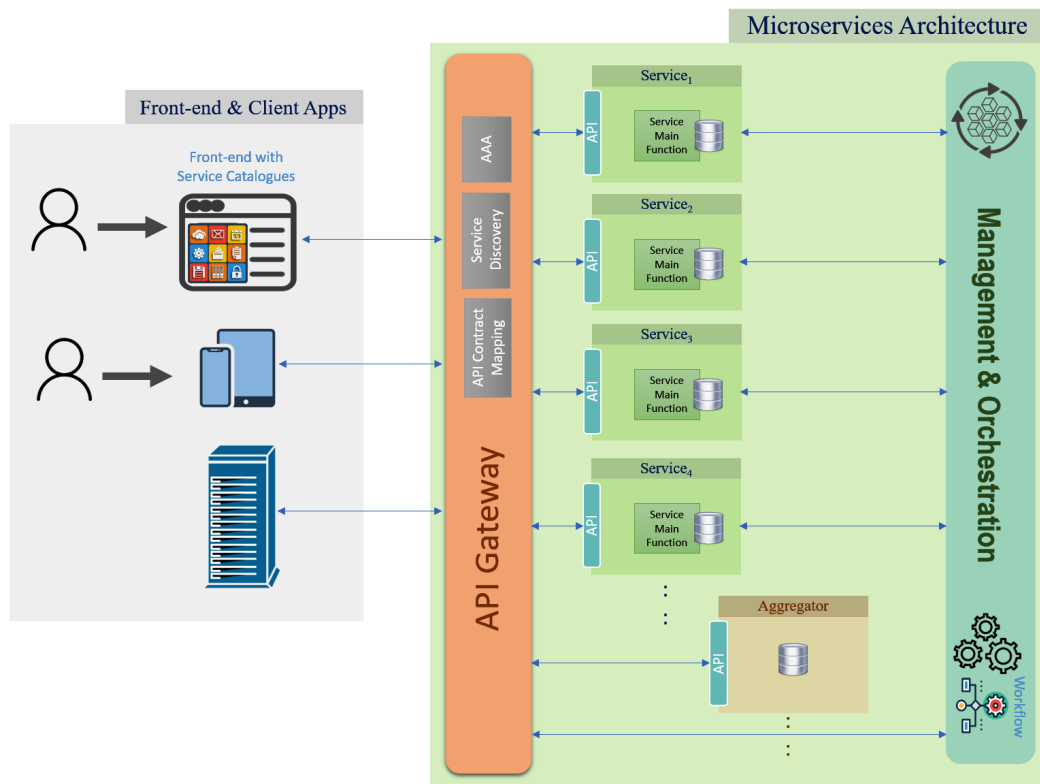 Microservices Architecture
Front-end & Client Apps
Front-end with
Service Catalogues
AAA
Service
Discovery
API Contract
Mapping
API Gateway
Service₁
API
Service
Main
Function
Service₂
API
Service
Main
Function
Service₃
API
Service
Main
Function
Service₄
API
Service
Main
Function
Aggregator
API
Management & Orchestration
Workflow